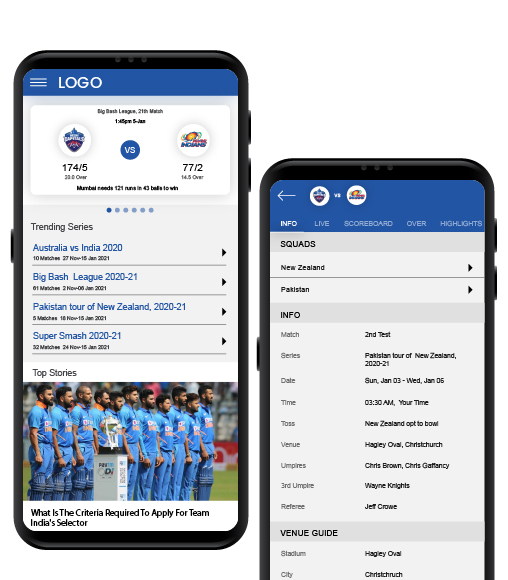 LOGO
Big Bash League, 21th Match
1:45pm 5-Jan
VS
174/5
20.0 Over
77/2
14.5 Over
Mumbai needs 121 runs in 43 balls to win
Trending Series
Australia vs India 2020
10 Matches 27 Nov-15 Jan 2021
Big Bash League 2020-21
61 Matches 2 Nov-06 Jan 2021
Pakistan tour of New Zealand, 2020-21
5 Matches 18 Nov-15 Jan 2021
Super Smash 2020-21
32 Matches 24 Nov-15 Jan 2021
Top Stories
What Is The Criteria Required To Apply For Team
India's Selector
vs
INFO LIVE SCOREBOARD OVER HIGHLIGHTS
SQUADS
New Zealand
Pakistan
INFO
Match 2nd Test
Series Pakistan tour of New Zealand,
2020-21
Date Sun, Jan 03 - Wed, Jan 06
Time 03:30 AM, Your Time
Toss New Zealand opt to bowl
Venue Hagley Oval, Christchurch
Umpires Chris Brown, Chris Gaffancy
3rd Umpire Wayne Knights
Referee Jeff Crowe
VENUE GUIDE
Stadium Hagley Oval
City Christchruch